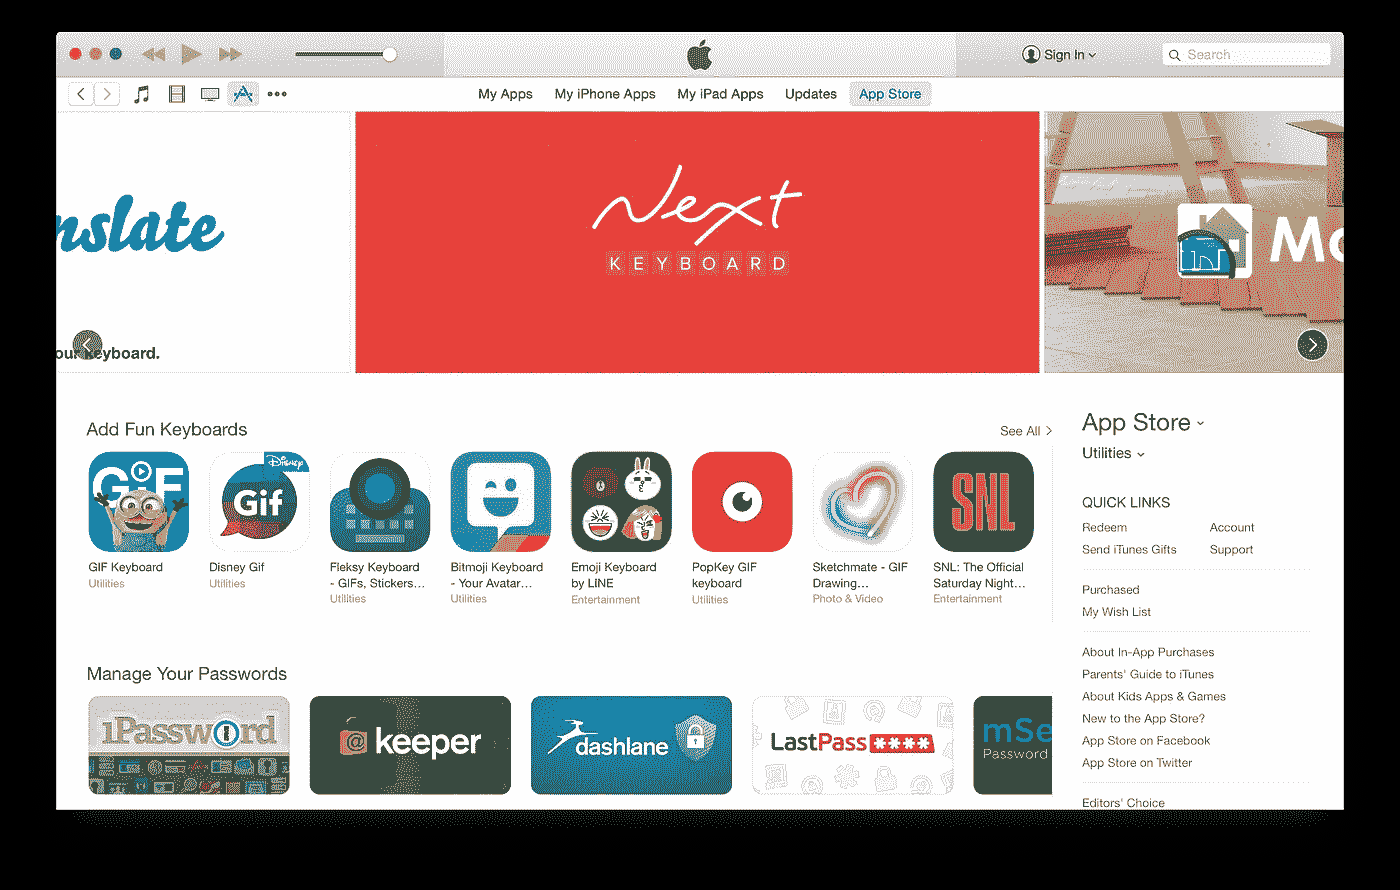 Sign In
Search
My Apps
My iPhone Apps
My iPad Apps
Updates
App Store
nslate
our keyboard.
Next
KEYBOARD
Mo
Add Fun Keyboards
See All
GIF
Disney
Gif
SNL
GIF Keyboard
Utilities
Disney Gif
Utilities
Fleksy Keyboard
- GIFs, Stickers...
Utilities
Bitmoji Keyboard
- Your Avatar...
Utilities
Emoji Keyboard
by LINE
Entertainment
PopKey GIF
keyboard
Utilities
Sketchmate - GIF
Drawing...
Photo & Video
SNL: The Official
Saturday Night...
Entertainment
Manage Your Passwords
1Password
keeper
dashlane
LastPass ****
mSe
Password
App Store
Utilities
QUICK LINKS
Redeem
Account
Send iTunes Gifts
Support
Purchased
My Wish List
About In-App Purchases
Parents' Guide to iTunes
About Kids Apps & Games
New to the App Store?
App Store on Facebook
App Store on Twitter
Editors' Choice